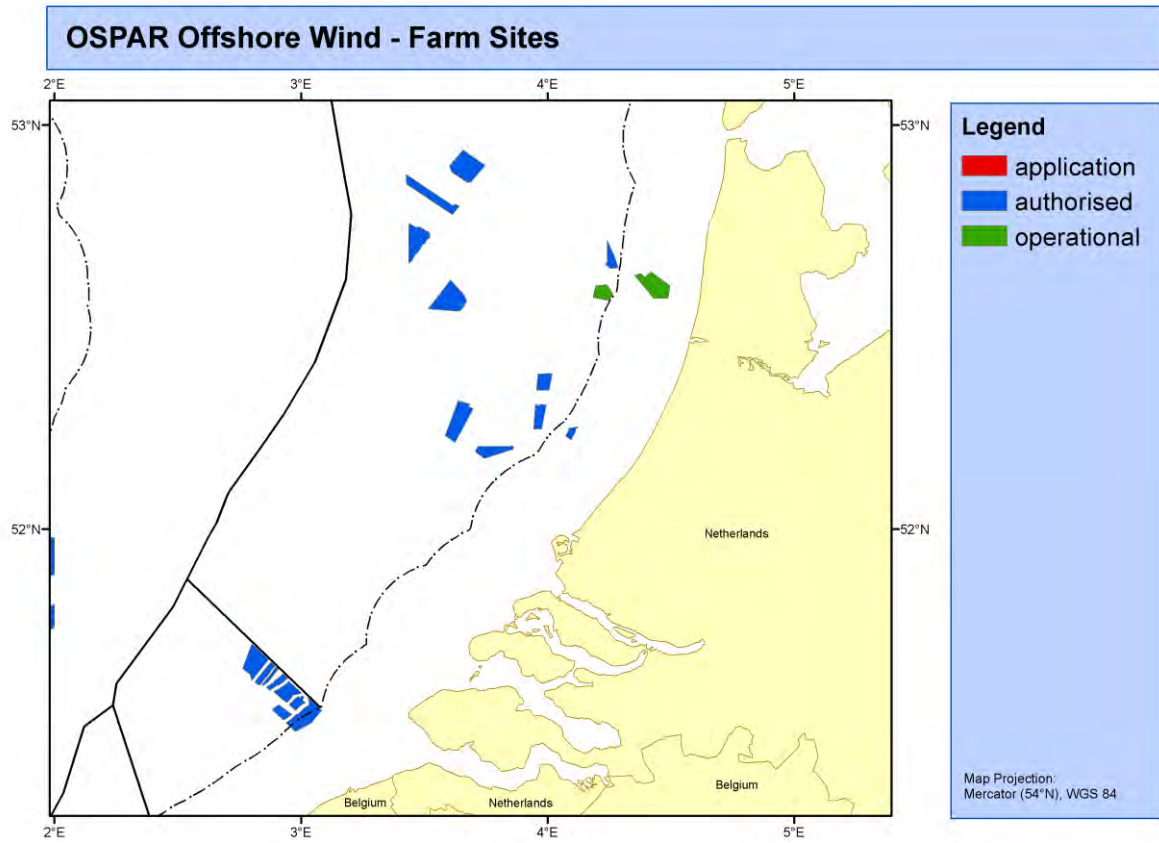 OSPAR Offshore Wind - Farm Sites
2°E 3°E 4°E 5°E
53°N 53°N
Legend
application
authorised
operational
52°N 52°N
Netherlands
Map Projection:
Mercator (54°N), WGS 84
Belgium
Belgium Netherlands
2°E 3°E 4°E 5°E